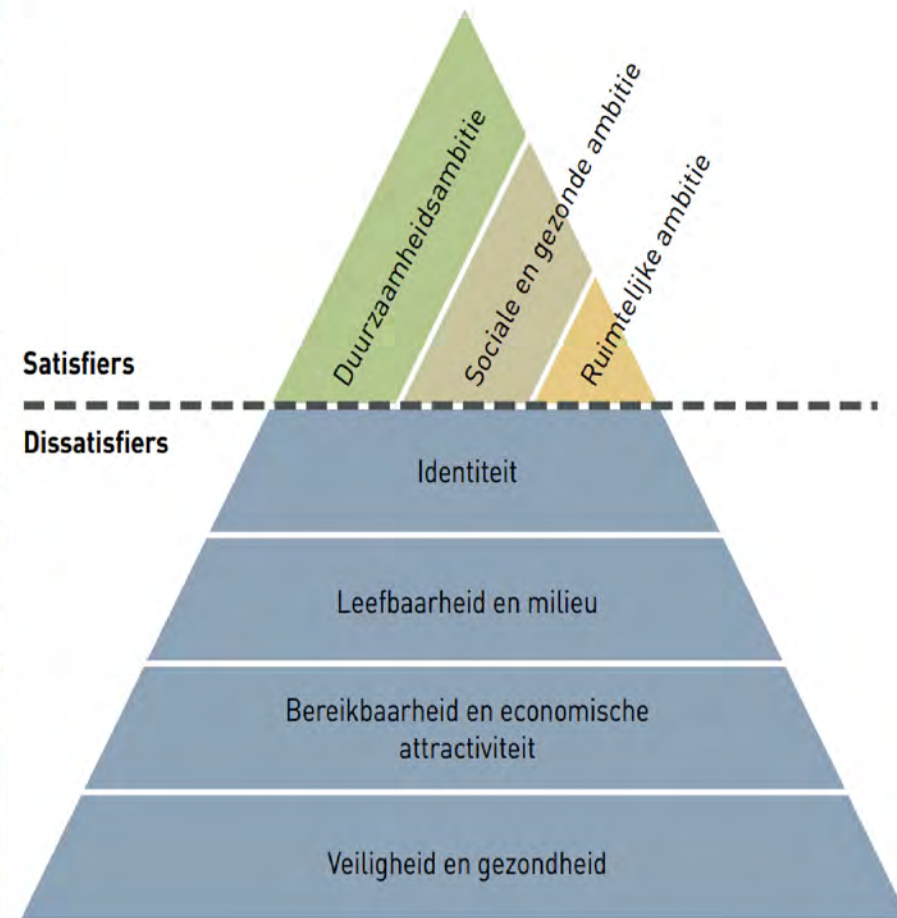 Duurzaamheidsambitie
Sociale en gezonde ambitie
Ruimtelijke ambitie
Satisfiers
Dissatisfiers
Identiteit
Leefbaarheid en milieu
Bereikbaarheid en economische
attractiviteit
Veiligheid en gezondheid